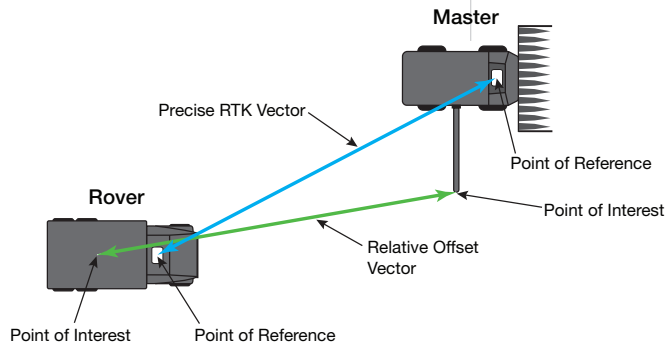 Master
Precise RTK Vector
Point of Reference
Rover
Point of Interest
Relative Offset
Vector
Point of Interest
Point of Reference